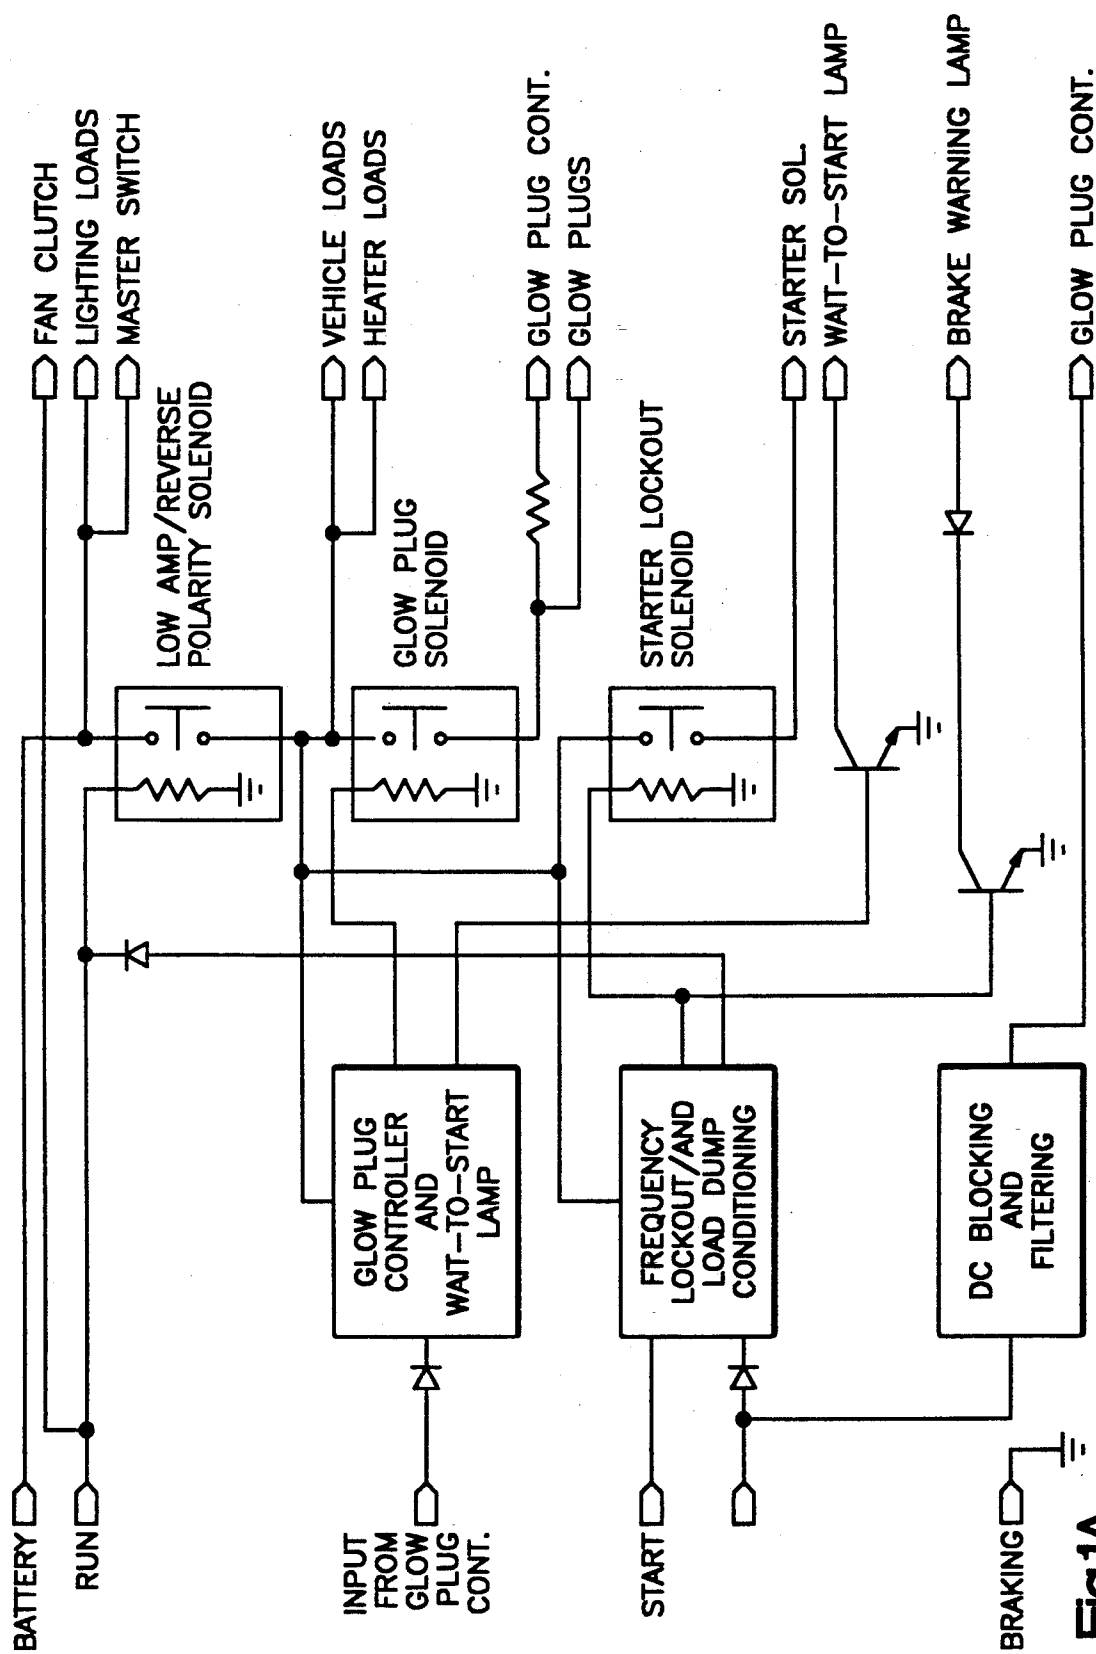 BATTERY
RUN
INPUT
FROM
GLOW
PLUG
CONT.
START
BRAKING
GLOW PLUG
CONTROLLER
AND
WAIT-TO-START
LAMP
FREQUENCY
LOCKOUT/AND
LOAD DUMP
CONDITIONING
DC BLOCKING
AND
FILTERING
LOW AMP/REVERSE
POLARITY SOLENOID
GLOW PLUG
SOLENOID
STARTER LOCKOUT
SOLENOID
FAN CLUTCH
LIGHTING LOADS
MASTER SWITCH
VEHICLE LOADS
HEATER LOADS
GLOW PLUG CONT.
GLOW PLUGS
STARTER SOL.
WAIT-TO-START LAMP
BRAKE WARNING LAMP
GLOW PLUG CONT.
Fig.1A